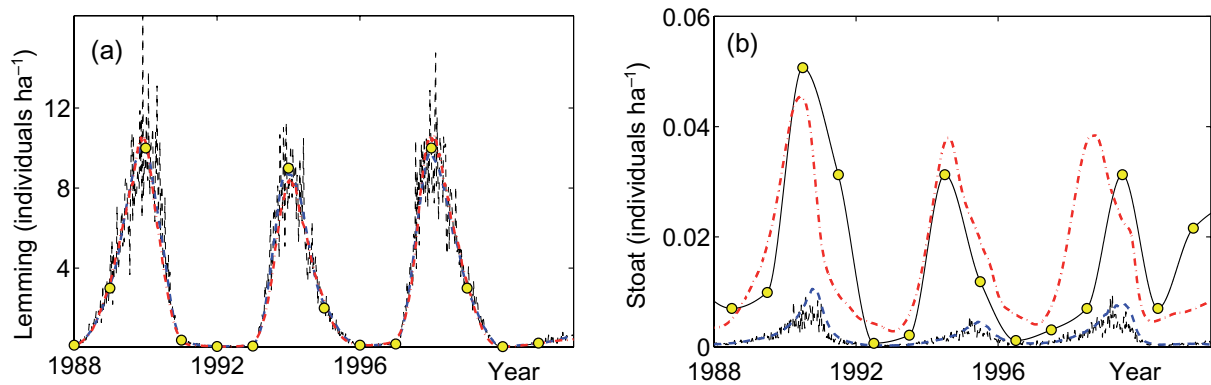 (a)
Lemming (individuals ha⁻¹)
12
8
4
1988
1992
1996
Year
(b)
Stoat (individuals ha⁻¹)
0.06
0.04
0.02
0
1988
1992
1996
Year